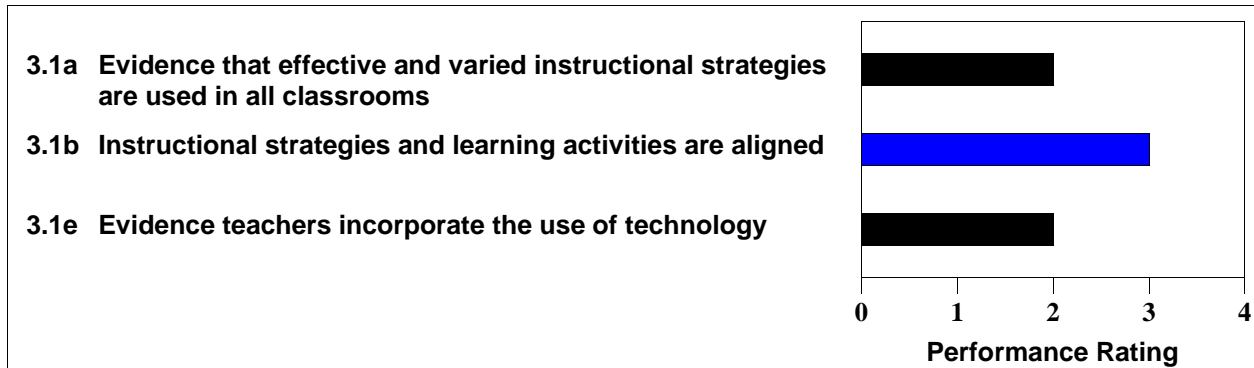 3.1a Evidence that effective and varied instructional strategies
are used in all classrooms
3.1b Instructional strategies and learning activities are aligned
3.1e Evidence teachers incorporate the use of technology
0 1 2 3 4
Performance Rating